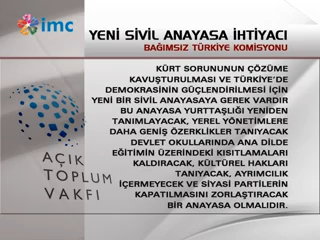 imc
YENİ SİVİL ANAYASA İHTİYACI
BAĞIMSIZ TÜRKİYE KOMİSYONU
KÜRT SORUNUNUN ÇÖZÜME
KAVUŞTURULMASI VE TÜRKİYE'DE
DEMOKRASİNİN GÜÇLENDİRİLMESİ İÇİN
YENİ BİR SİVİL ANAYASAYA GEREK VARDIR
BU ANAYASA YURTTAŞLIĞI YENİDEN
TANIMLAYACAK, YEREL YÖNETİMLERE
DAHA GENİŞ ÖZERKLİKLER TANIYACAK
DEVLET OKULLARINDA ANA DİLDE
EĞİTİMİN ÜZERİNDEKİ KISITLAMALARI
KALDIRACAK, KÜLTÜREL HAKLARI
TANIYACAK, AYRIMCILIK
İÇERMEYECEK VE SİYASİ PARTİLERİN
KAPATILMASINI ZORLAŞTIRACAK
BİR ANAYASA OLMALIDIR.
AÇIK
TOPLUM
VAKFI